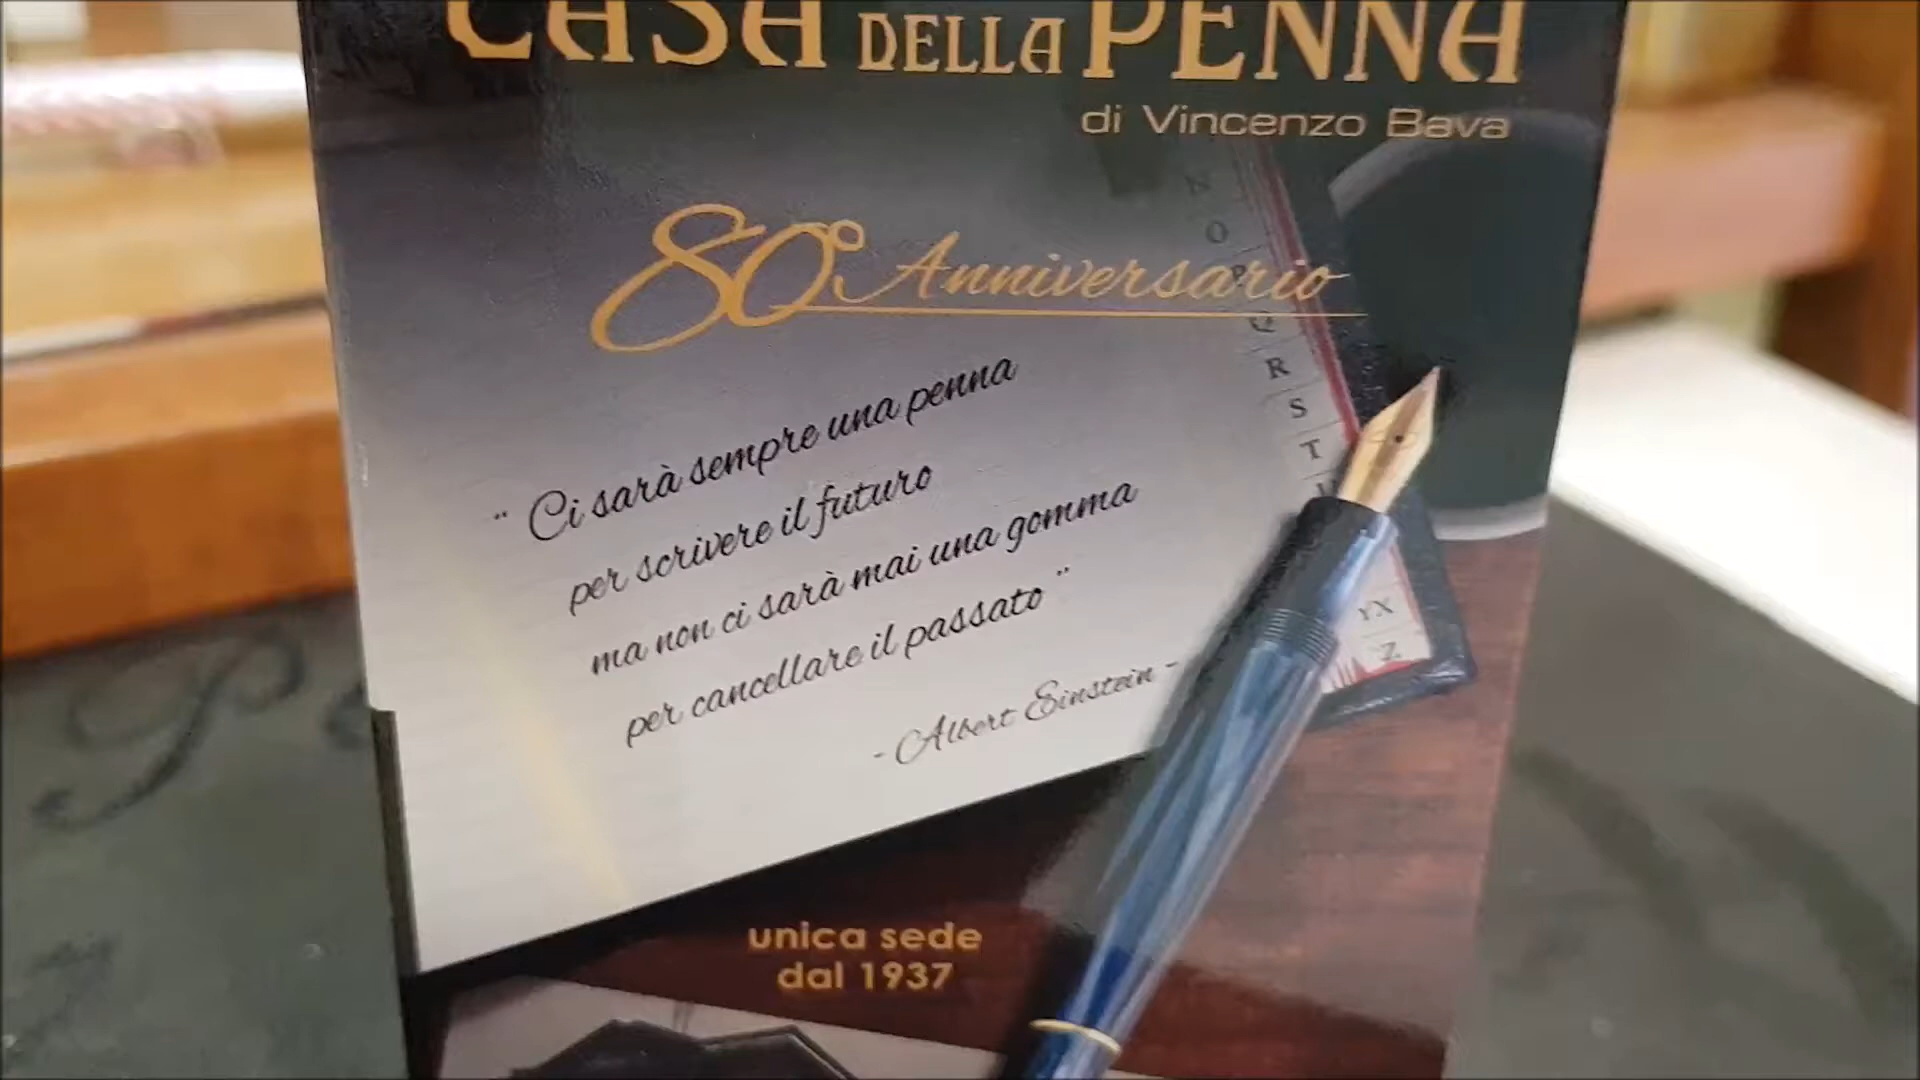 CASA DELLA PENNA
di Vincenzo Bava
80° Anniversario
" Ci sarà sempre una penna
per scrivere il futuro
ma non ci sarà mai una gomma
per cancellare il passato "
- Albert Einstein -
unica sede
dal 1937
N
O
P
Q
R
S
T
YX
Z